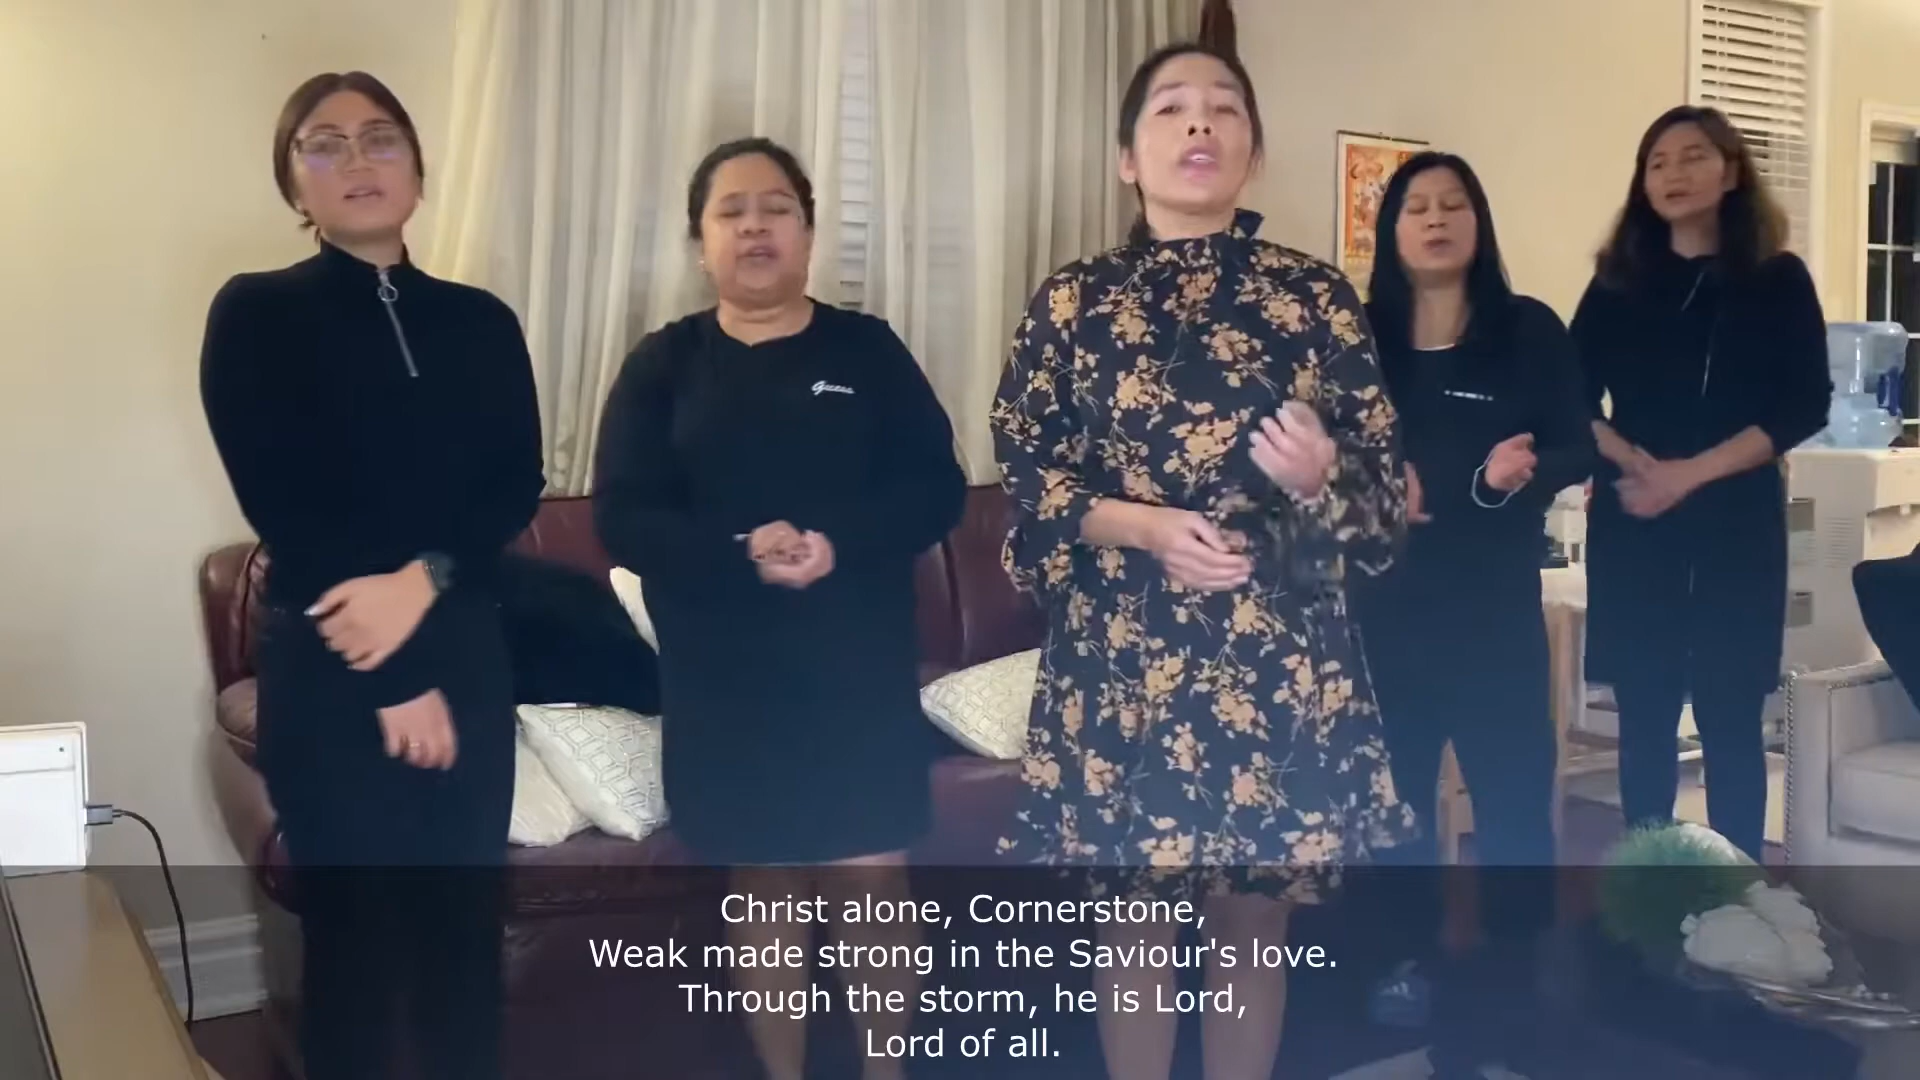 Guess
Christ alone, Cornerstone,
Weak made strong in the Saviour's love.
Through the storm, he is Lord,
Lord of all.